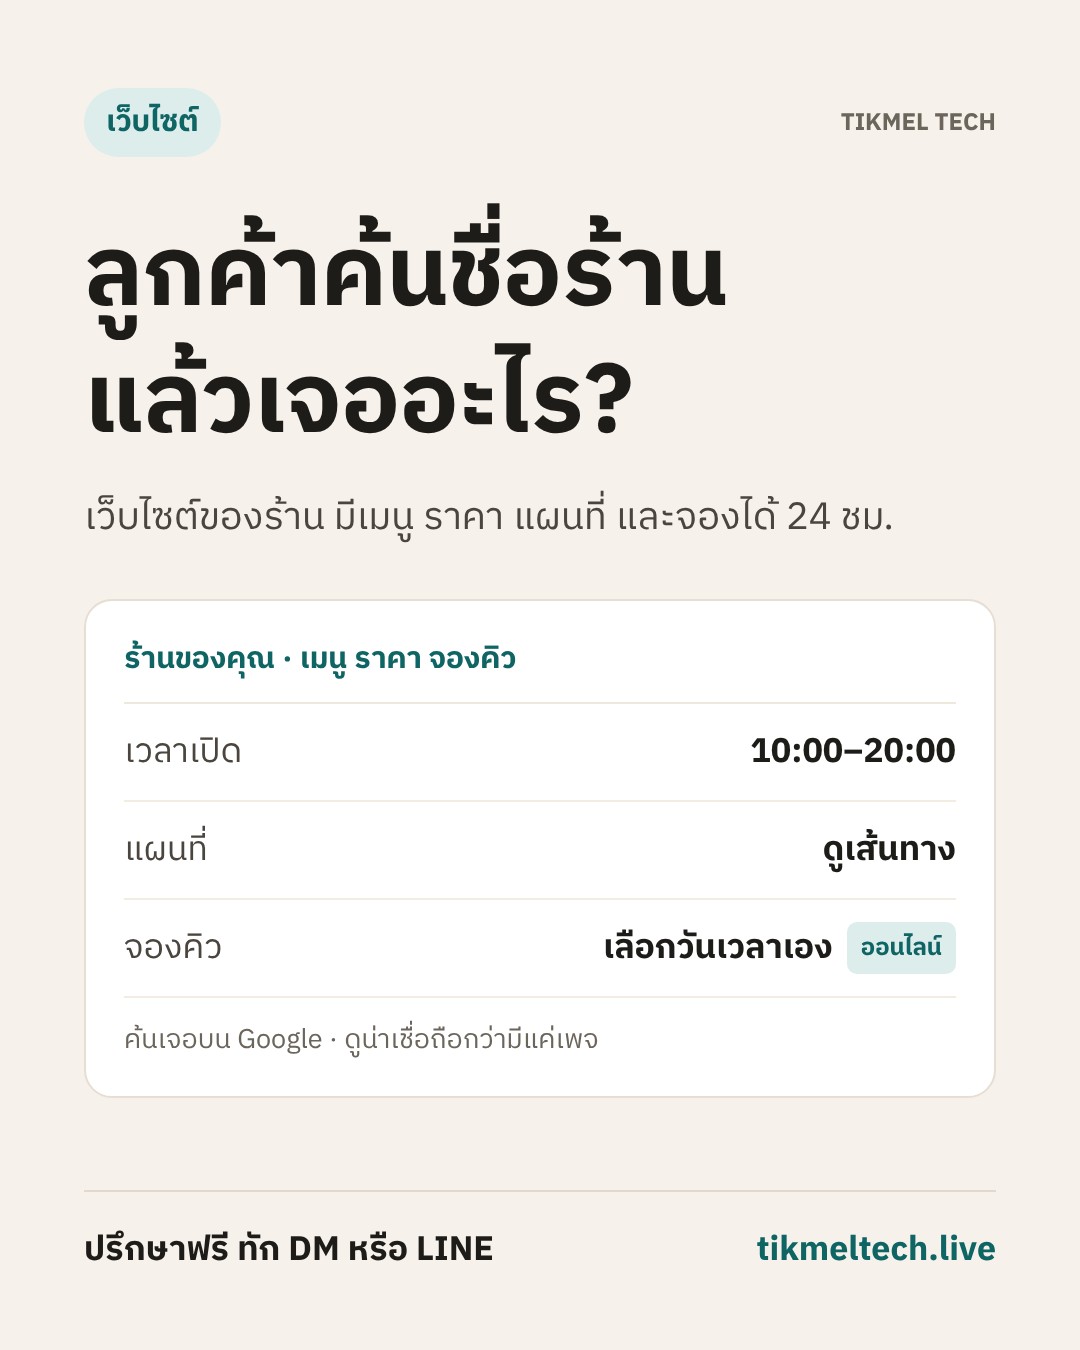 เว็บไซต์
TIKMEL TECH
ลูกค้าค้นชื่อร้าน
แล้วเจออะไร?
เว็บไซต์ของร้าน มีเมนู ราคา แผนที่ และจองได้ 24 ชม.
ร้านของคุณ · เมนู ราคา จองคิว
เวลาเปิด 10:00–20:00
แผนที่ ดูเส้นทาง
จองคิว เลือกวันเวลาเอง ออนไลน์
ค้นเจอบน Google · ดูน่าเชื่อถือกว่ามีแค่เพจ
ปรึกษาฟรี ทัก DM หรือ LINE
tikmeltech.live